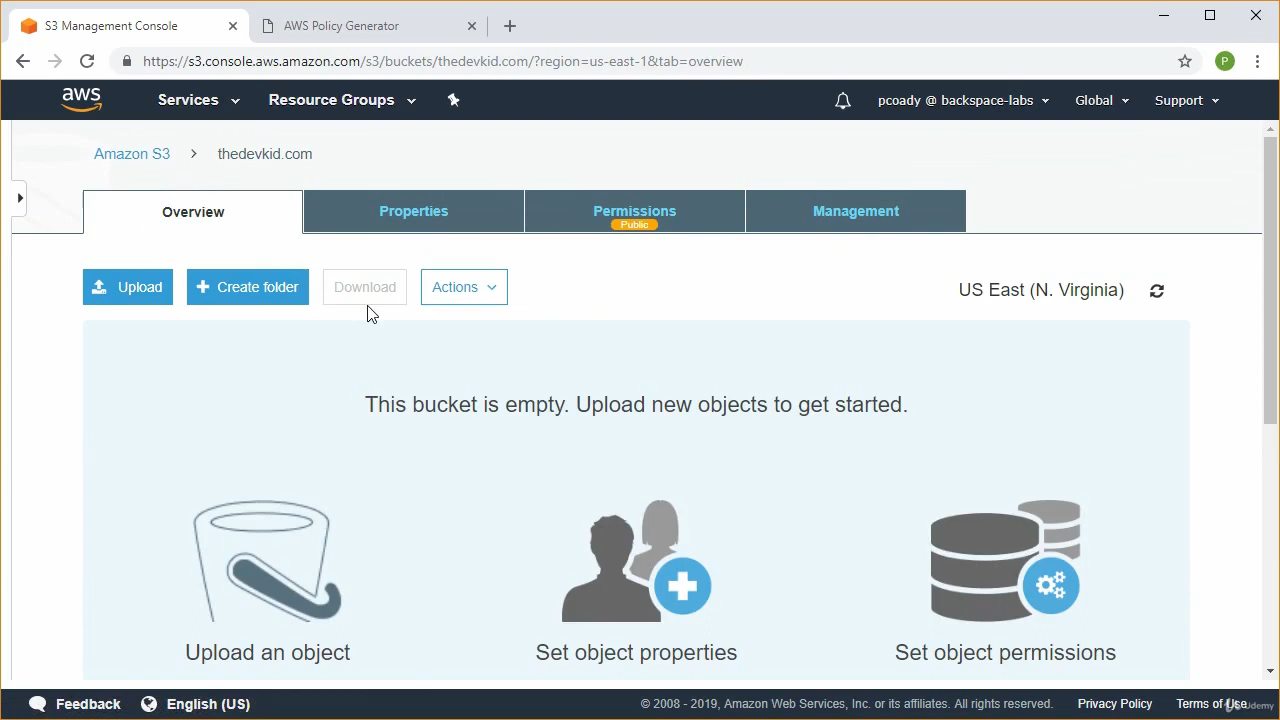 S3 Management Console
AWS Policy Generator
https://s3.console.aws.amazon.com/s3/buckets/thedevkid.com/?region=us-east-1&tab=overview
P
aws Services Resource Groups pcoady @ backspace-labs Global Support
Amazon S3 > thedevkid.com
Overview Properties Permissions Management
Public
Upload Create folder Download Actions US East (N. Virginia)
This bucket is empty. Upload new objects to get started.
Upload an object Set object properties Set object permissions
Feedback English (US) © 2008 - 2019, Amazon Web Services, Inc. or its affiliates. All rights reserved. Privacy Policy Terms of Use
Udemy